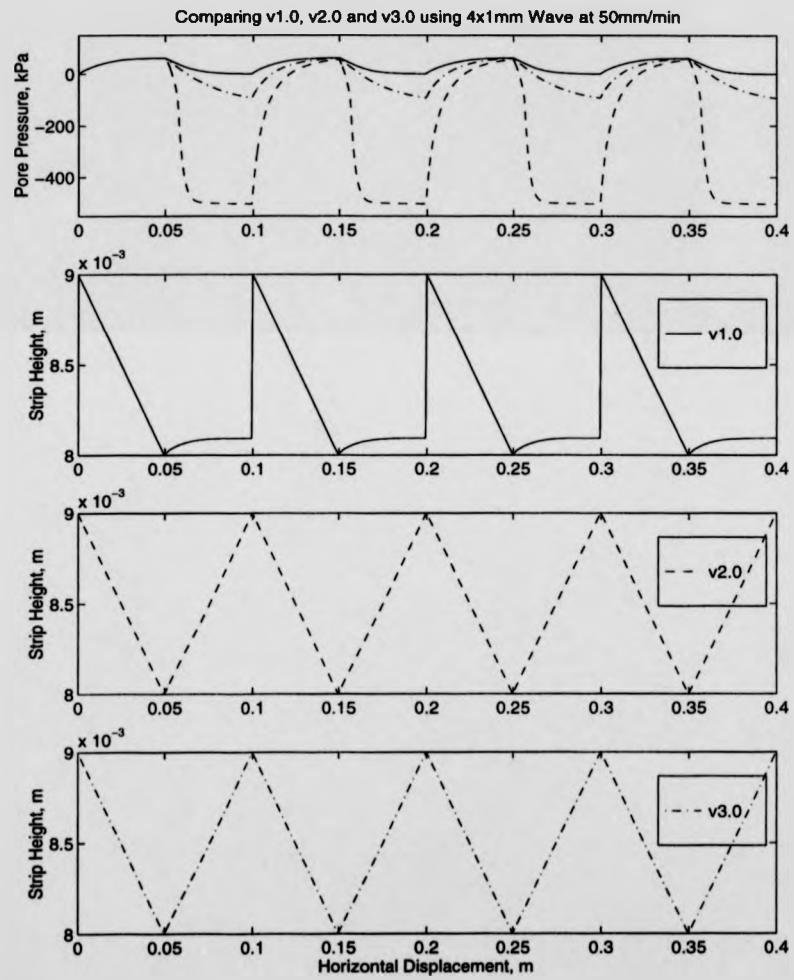 Comparing v1.0, v2.0 and v3.0 using 4x1mm Wave at 50mm/min
Pore Pressure, kPa
0
−200
−400
0 0.05 0.1 0.15 0.2 0.25 0.3 0.35 0.4
x 10⁻³
Strip Height, m
9
8.5
8
v1.0
0 0.05 0.1 0.15 0.2 0.25 0.3 0.35 0.4
x 10⁻³
Strip Height, m
9
8.5
8
v2.0
0 0.05 0.1 0.15 0.2 0.25 0.3 0.35 0.4
x 10⁻³
Strip Height, m
9
8.5
8
v3.0
0 0.05 0.1 0.15 0.2 0.25 0.3 0.35 0.4
Horizontal Displacement, m